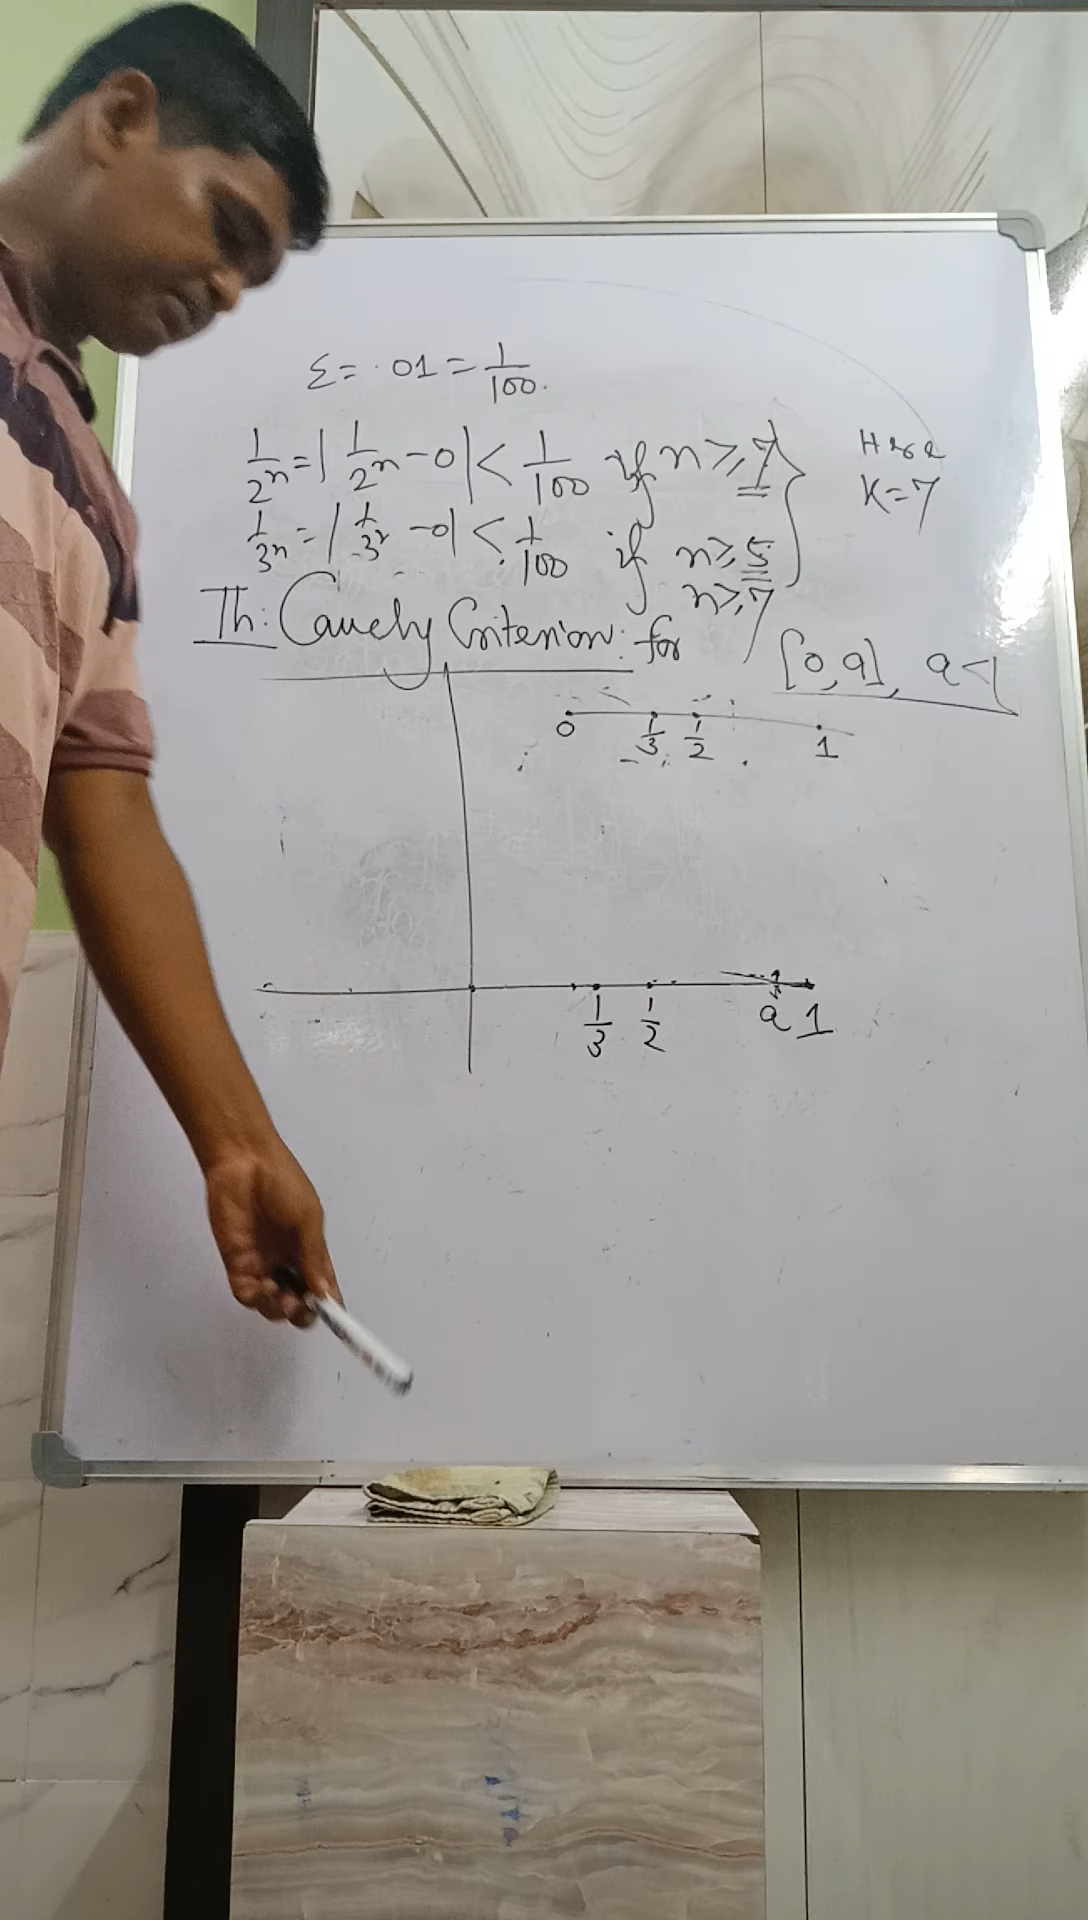 Ɛ = .01 = 1/100.
1/2ⁿ = |1/2ⁿ - 0| < 1/100 if n ≥ 7
Here
K = 7
1/3ⁿ = |1/3ⁿ - 0| < 1/100 if n ≥ 5
n ≥ 7
Th: Cauchy Criterion: for
[0, a], a < 1
0 1/3 1/2 1
1/3 1/2 a 1